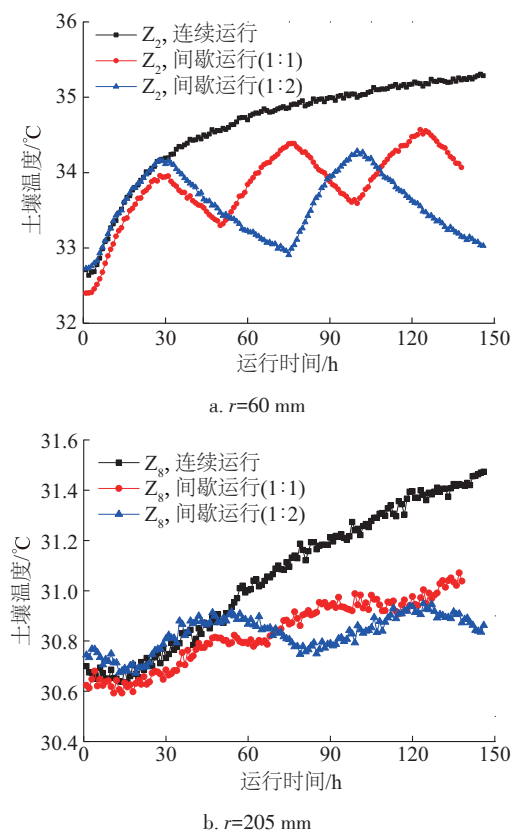 36
35
34
33
32
土壤温度/℃
Z₂, 连续运行
Z₂, 间歇运行(1∶1)
Z₂, 间歇运行(1∶2)
0 30 60 90 120 150
运行时间/h
a. r=60 mm
31.6
31.4
31.2
31.0
30.8
30.6
30.4
土壤温度/℃
Z₈, 连续运行
Z₈, 间歇运行(1∶1)
Z₈, 间歇运行(1∶2)
0 30 60 90 120 150
运行时间/h
b. r=205 mm